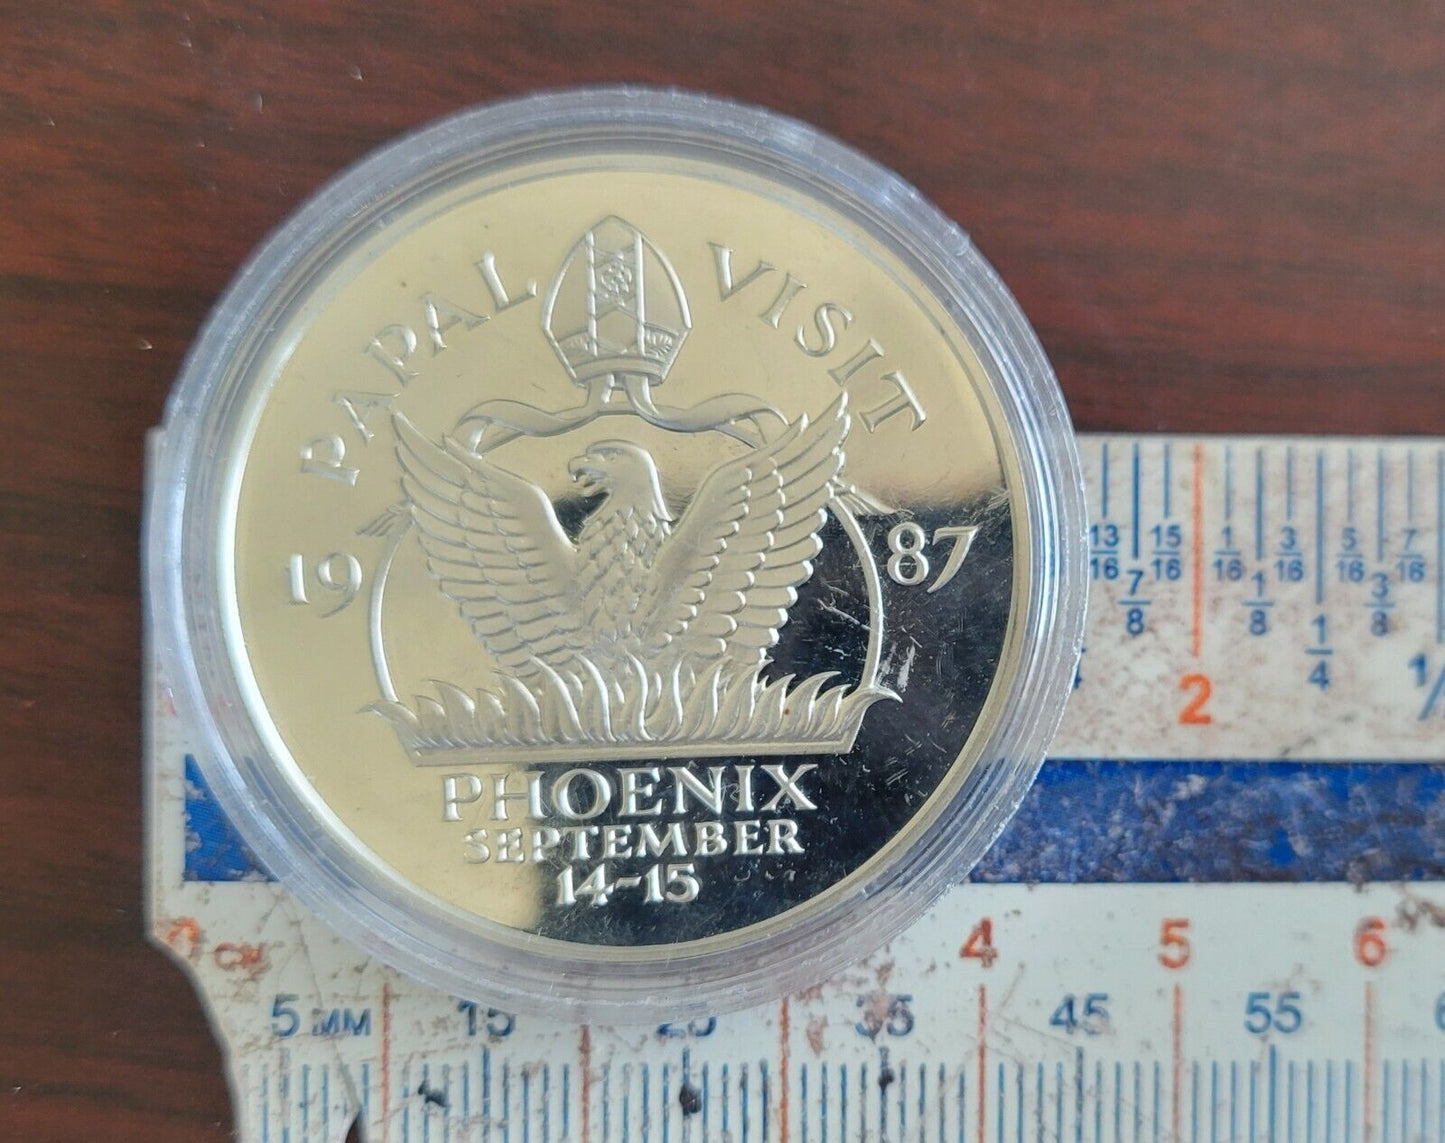 PAPAL VISIT
19 87
PHOENIX
SEPTEMBER
14-15
13/16 7/8 15/16 1/16 1/8 3/16 1/4 5/16 3/8 7/16
2
0 CM 4 5 6
5 MM 15 25 35 45 55